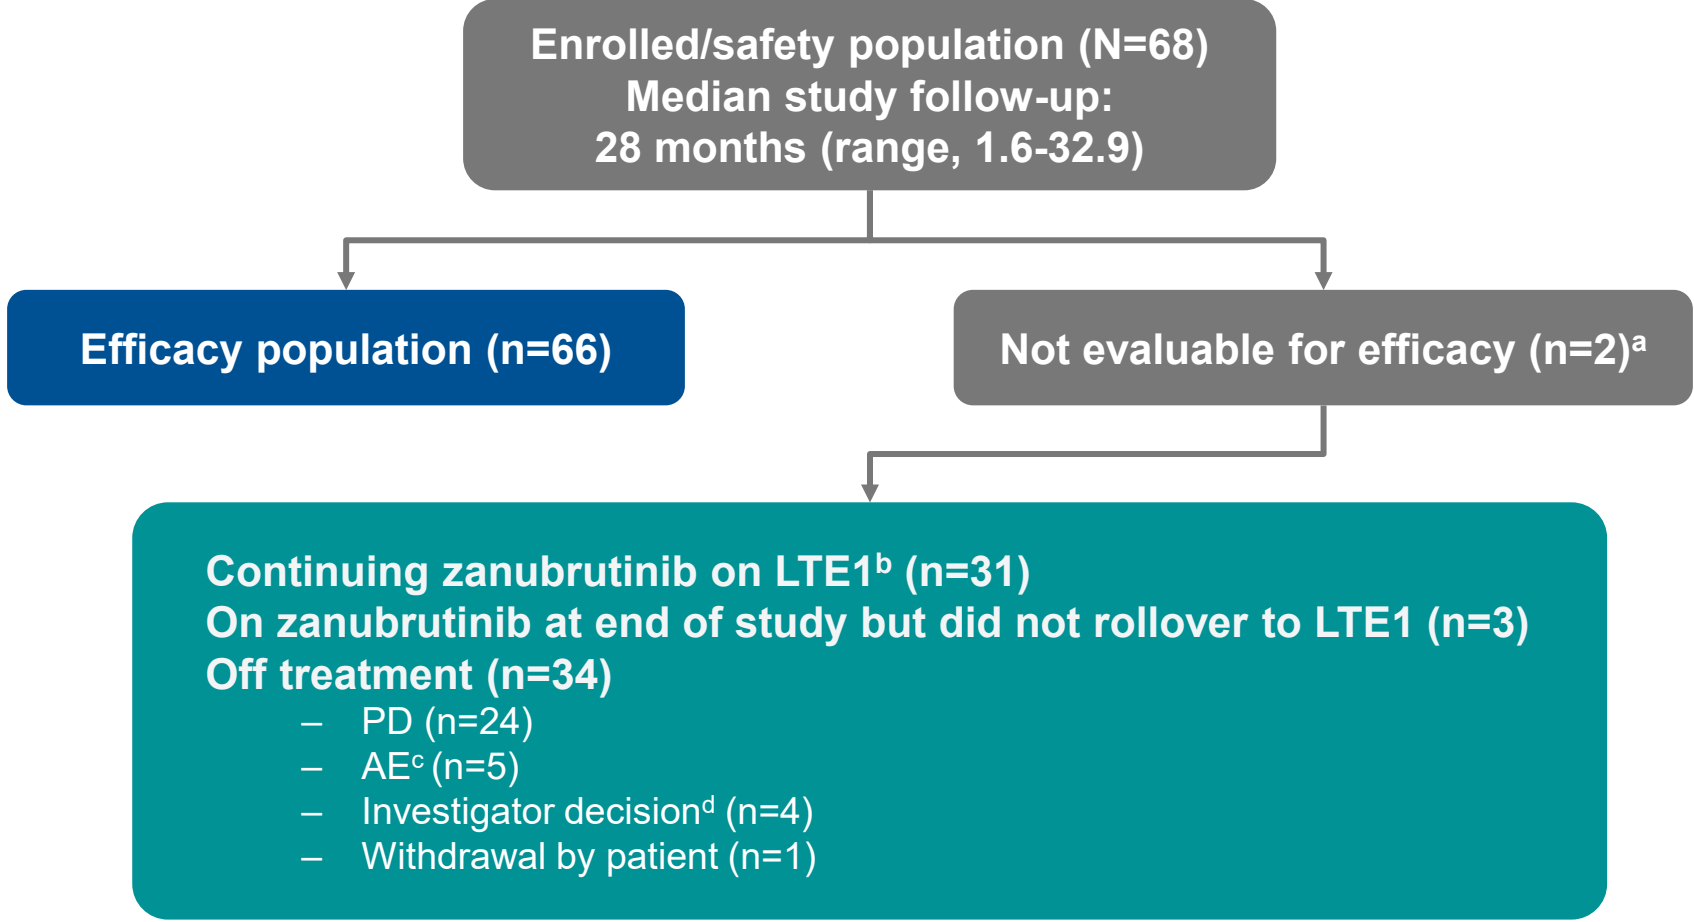 Enrolled/safety population (N=68)
Median study follow-up:
28 months (range, 1.6-32.9)
Efficacy population (n=66)
Not evaluable for efficacy (n=2)ᵃ
Continuing zanubrutinib on LTE1ᵇ (n=31)
On zanubrutinib at end of study but did not rollover to LTE1 (n=3)
Off treatment (n=34)
– PD (n=24)
– AEᶜ (n=5)
– Investigator decisionᵈ (n=4)
– Withdrawal by patient (n=1)